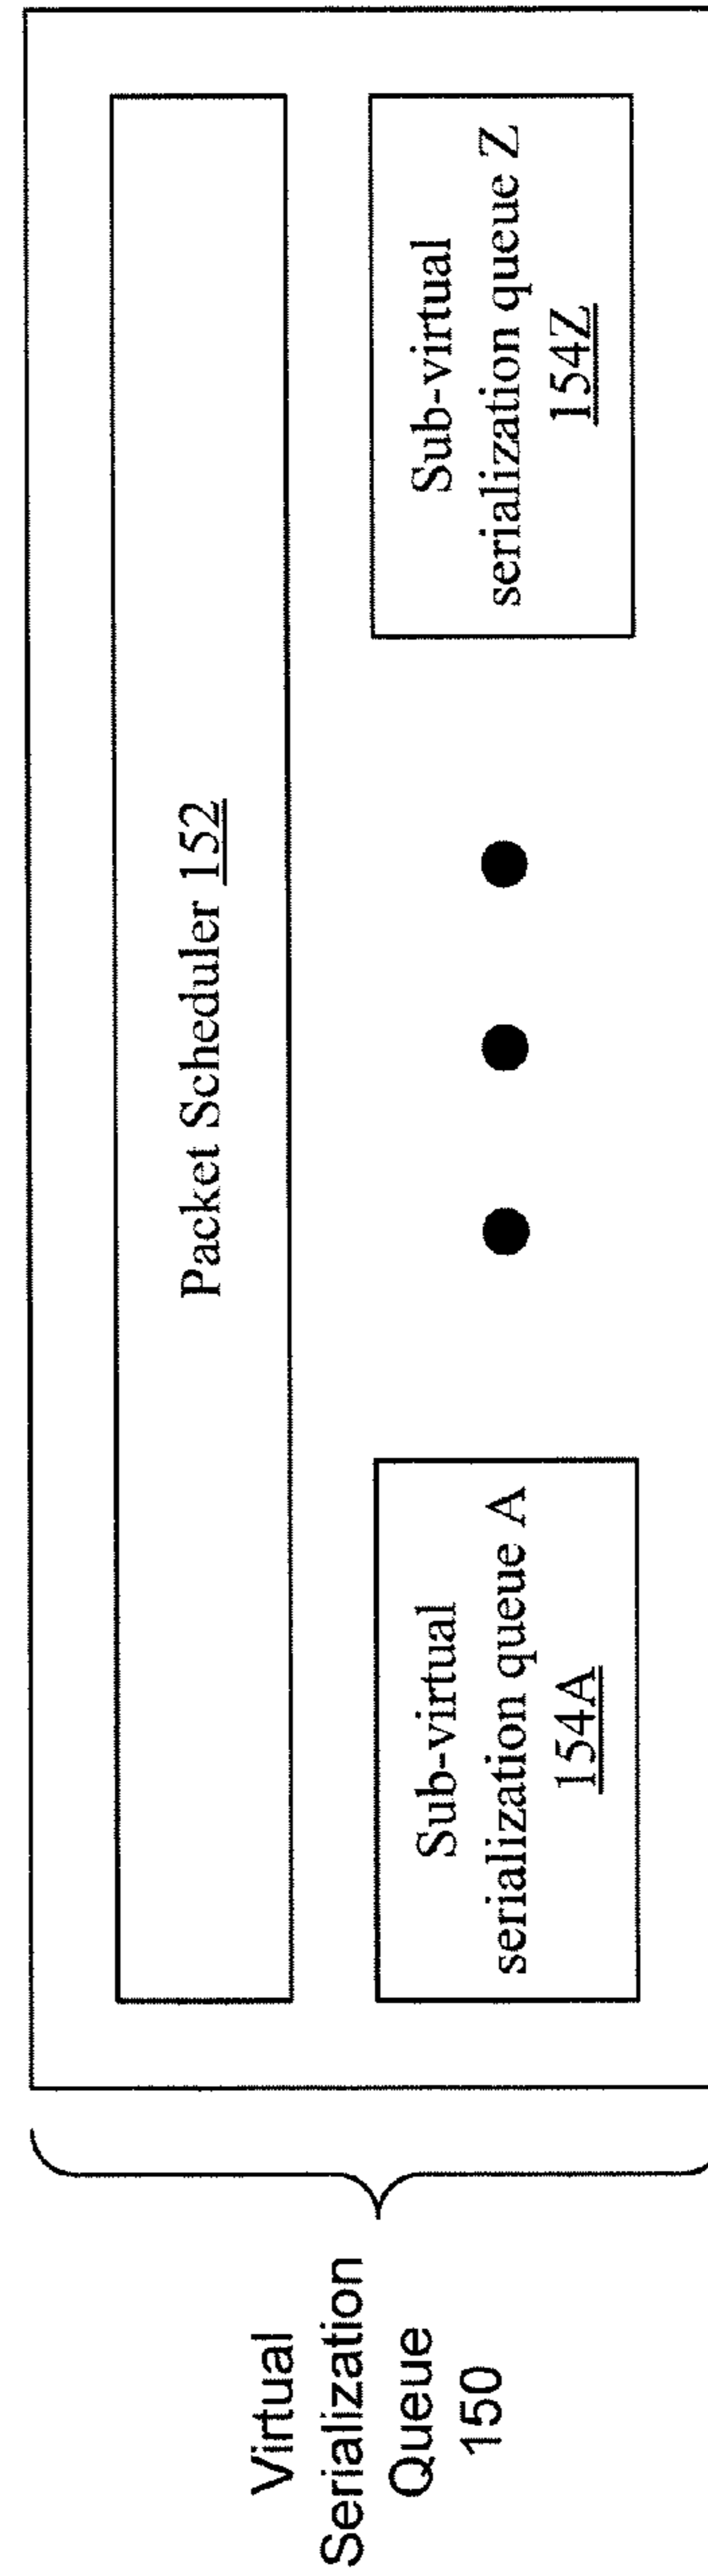 Virtual
Serialization
Queue
150
Packet Scheduler 152
Sub-virtual
serialization queue A
154A
Sub-virtual
serialization queue Z
154Z